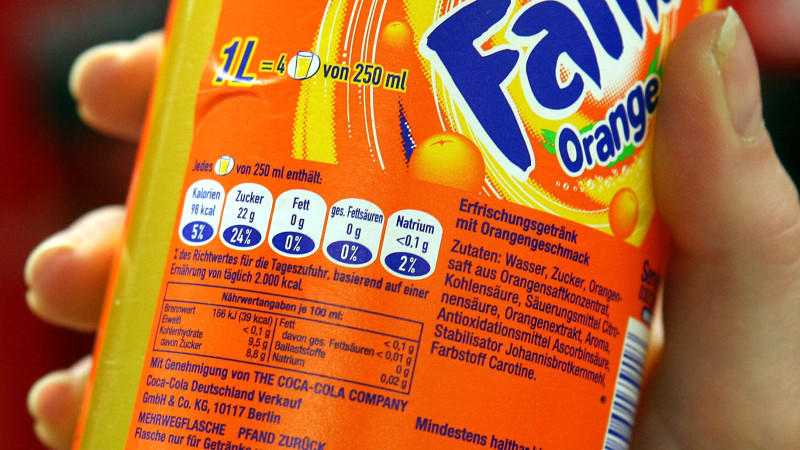 1L = 4 von 250 ml
Fan
Orange
Jedes von 250 ml enthält:
Kalorien
98 kcal
5%
Zucker
22 g
24%
Fett
0 g
0%
ges. Fettsäuren
0 g
0%
Natrium
<0,1 g
2%
% des Richtwertes für die Tageszufuhr, basierend auf einer
Ernährung von täglich 2.000 kcal.
Nährwertangaben je 100 ml:
Brennwert 166 kJ (39 kcal)
Eiweiß <0,1 g
Kohlenhydrate 9,5 g
davon Zucker 8,8 g
Fett <0,1 g
davon ges. Fettsäuren <0,01 g
Ballaststoffe 0 g
Natrium 0,02 g
Mit Genehmigung von THE COCA-COLA COMPANY
Coca-Cola Deutschland Verkauf
GmbH & Co. KG, 10117 Berlin
MEHRWEGFLASCHE PFAND ZURÜCK
Flasche nur für Getränke
Erfrischungsgetränk
mit Orangengeschmack
Zutaten: Wasser, Zucker, Orangen-
saft aus Orangensaftkonzentrat,
Kohlensäure, Säuerungsmittel Citro-
nensäure, Orangenextrakt, Aroma,
Antioxidationsmittel Ascorbinsäure,
Stabilisator Johannisbrotkernmehl,
Farbstoff Carotine.
Mindestens haltbar